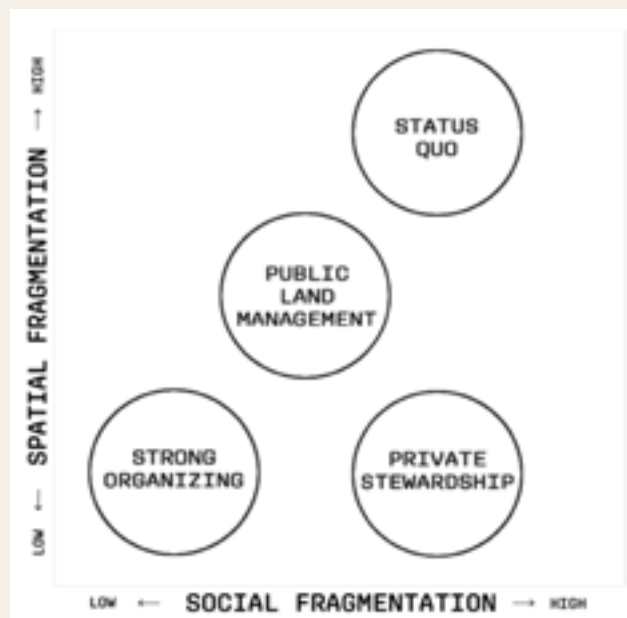 STATUS
QUO
PUBLIC
LAND
MANAGEMENT
STRONG
ORGANIZING
PRIVATE
STEWARDSHIP
LOW ← SPATIAL FRAGMENTATION → HIGH
LOW ← SOCIAL FRAGMENTATION → HIGH